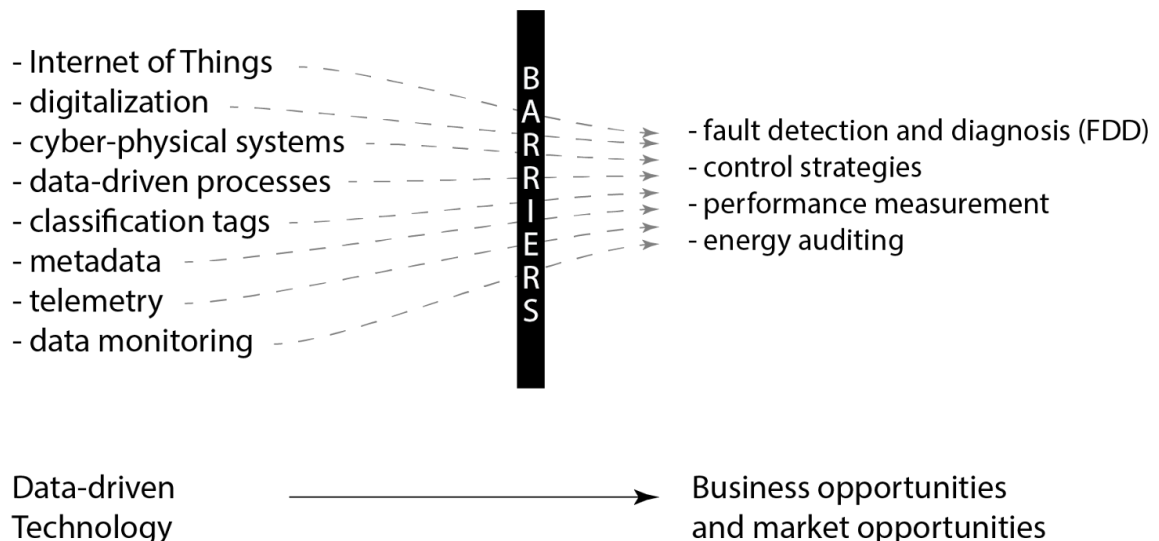 - Internet of Things
- digitalization
- cyber-physical systems
- data-driven processes
- classification tags
- metadata
- telemetry
- data monitoring
BARRIERS
- fault detection and diagnosis (FDD)
- control strategies
- performance measurement
- energy auditing
Data-driven
Technology
Business opportunities
and market opportunities